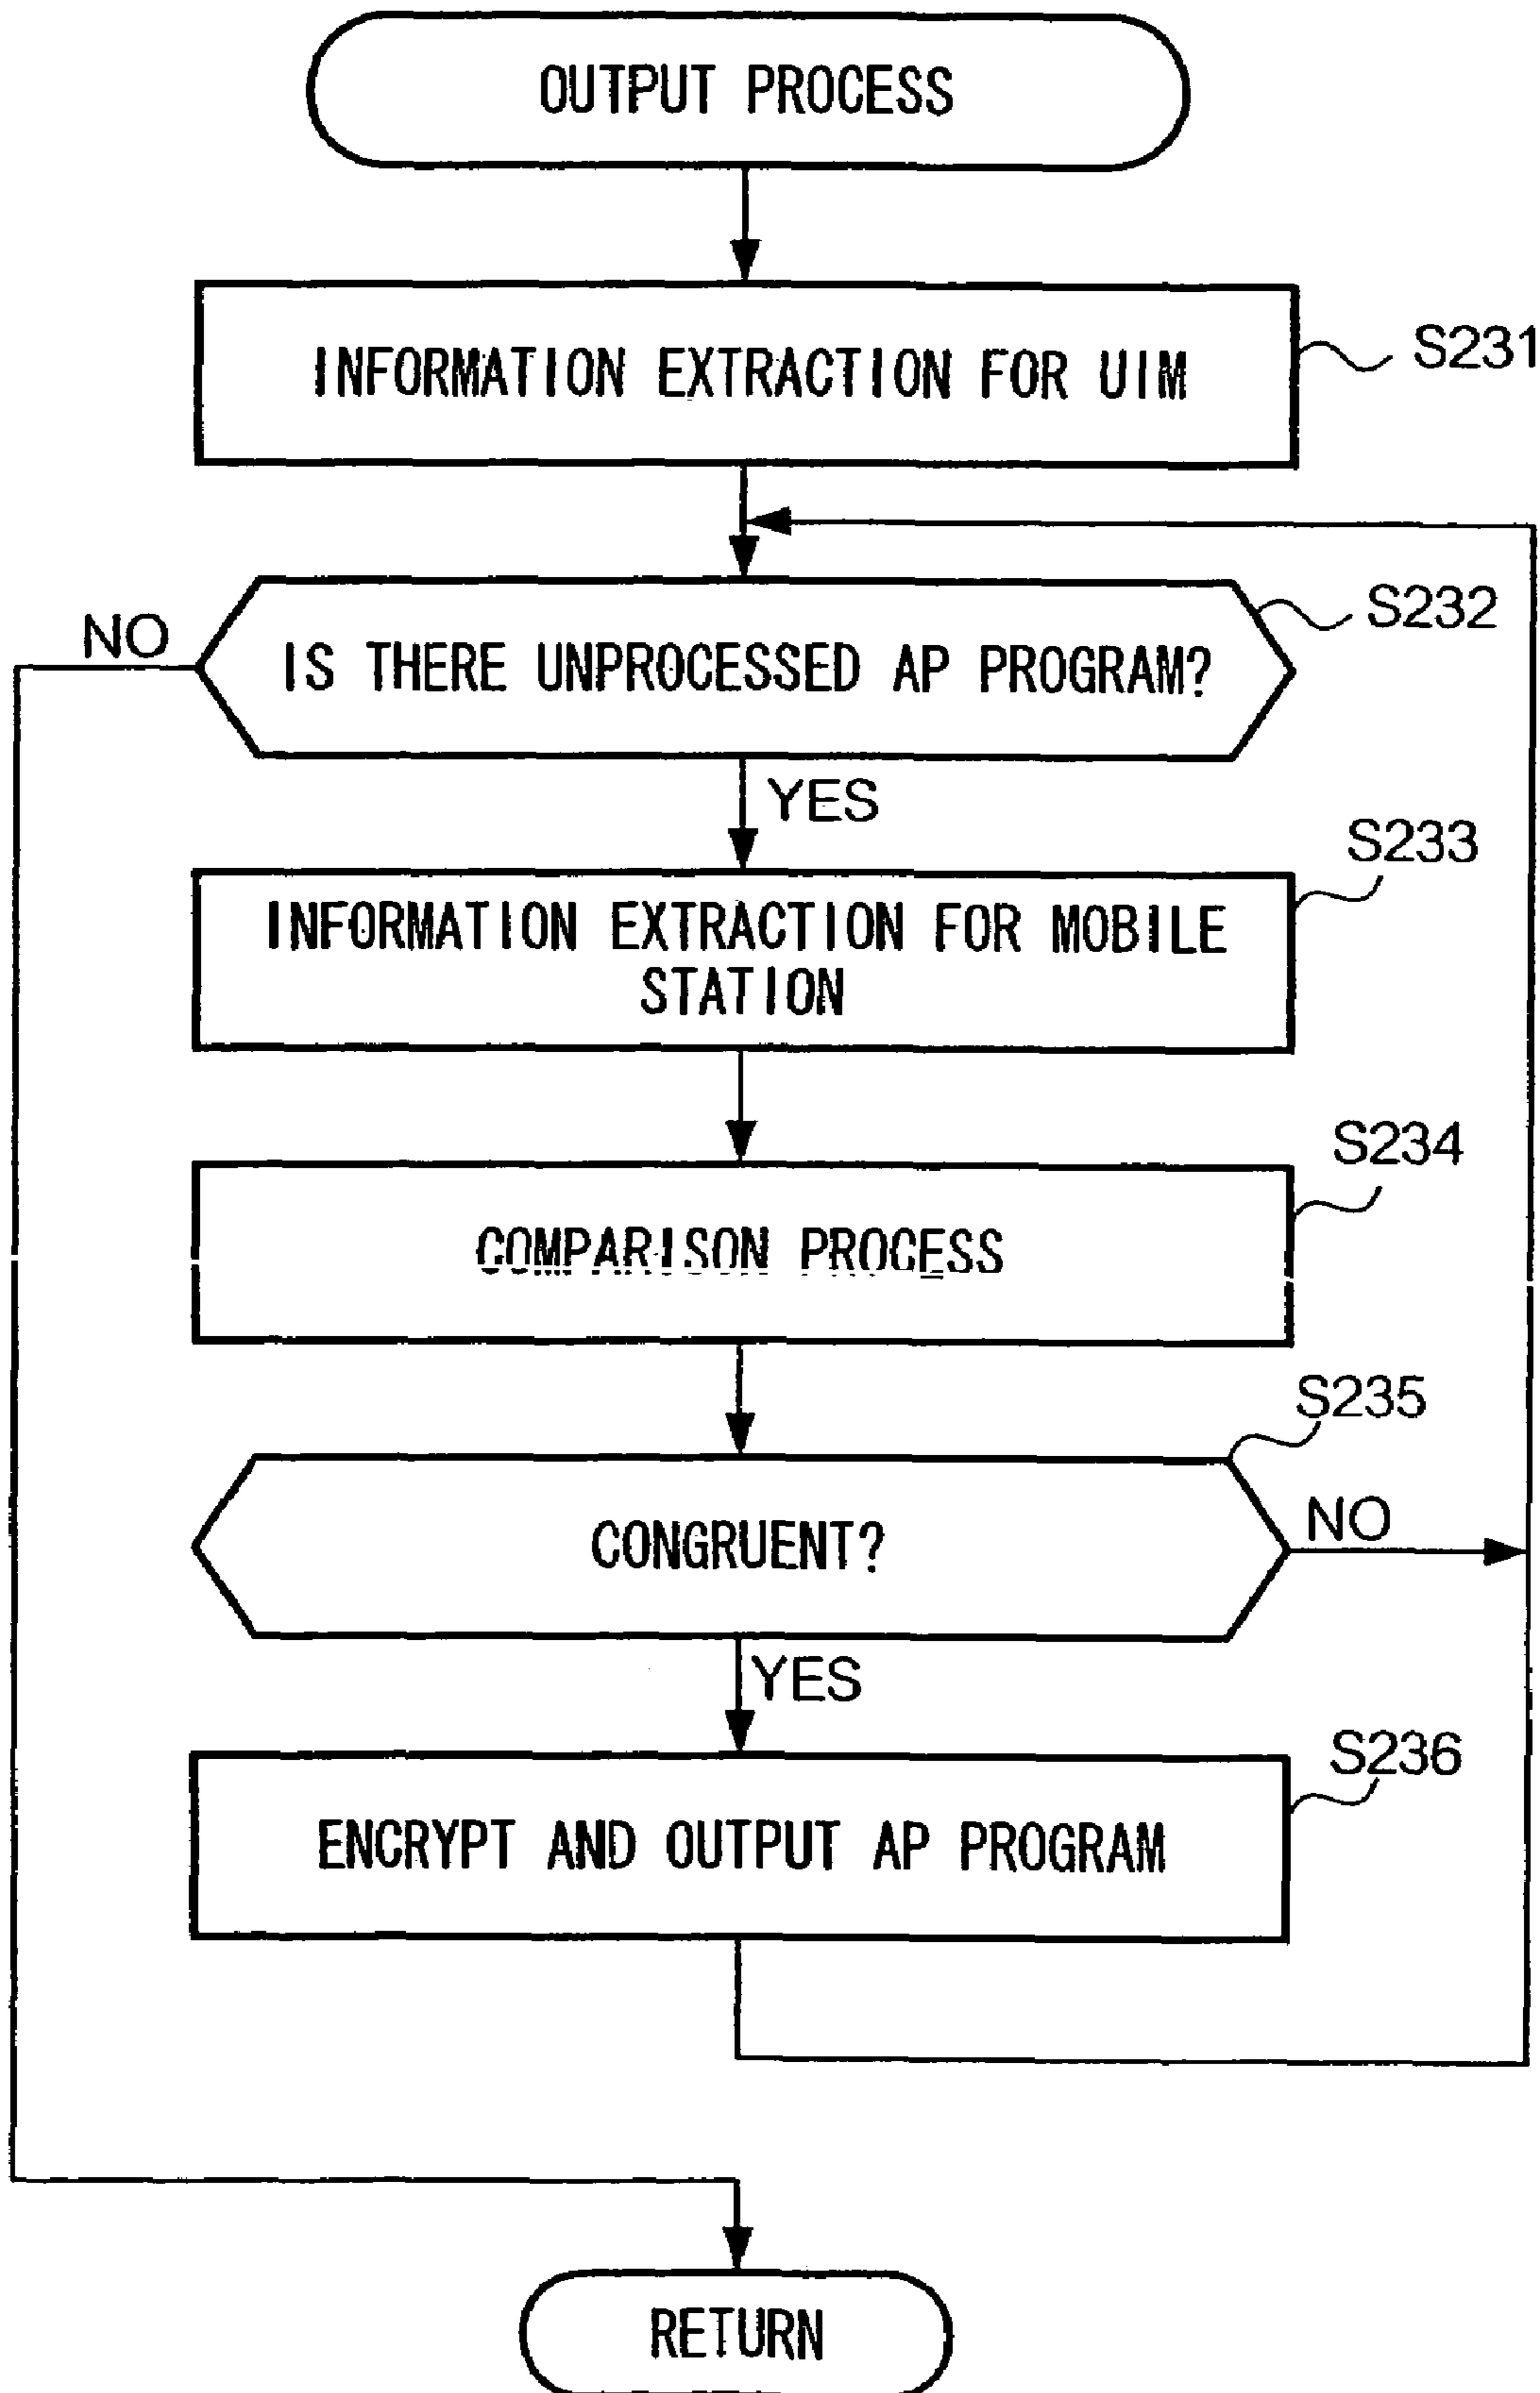 OUTPUT PROCESS
INFORMATION EXTRACTION FOR UIM
S231
S232
NO
IS THERE UNPROCESSED AP PROGRAM?
YES
S233
INFORMATION EXTRACTION FOR MOBILE
STATION
S234
COMPARISON PROCESS
S235
CONGRUENT?
NO
YES
S236
ENCRYPT AND OUTPUT AP PROGRAM
RETURN